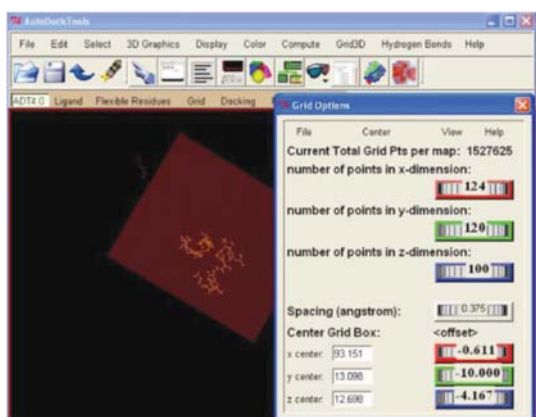 AutoDockTools
File Edit Select 3D Graphics Display Color Compute Grid3D Hydrogen Bonds Help
ADT4.0 Ligand Flexible Residues Grid Docking
Grid Options
File Center View Help
Current Total Grid Pts per map: 1527625
number of points in x-dimension:
124
number of points in y-dimension:
120
number of points in z-dimension:
100
Spacing (angstrom): 0.375
Center Grid Box: <offset>
x center: 93.151 -0.611
y center: 13.098 -10.000
z center: 12.698 -4.167